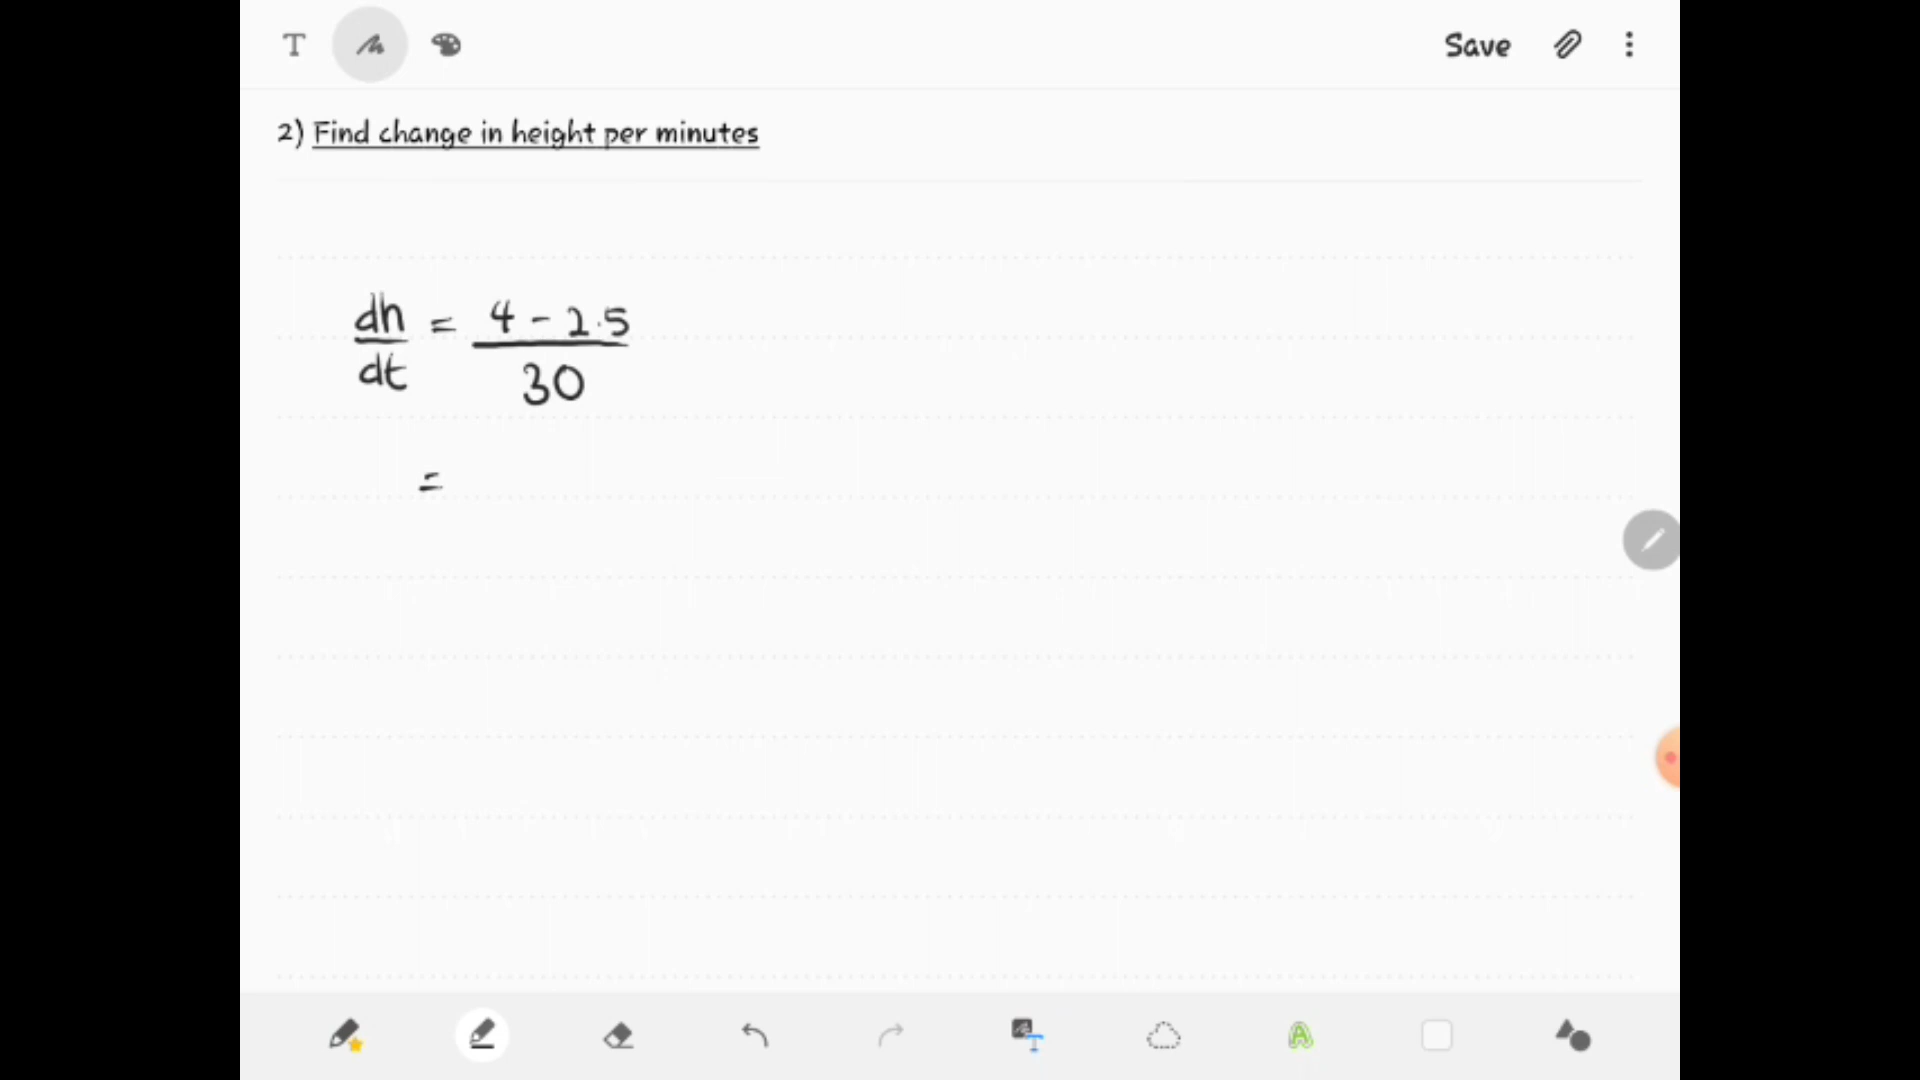 T
Save
2) Find change in height per minutes
dh/dt = 4 - 2.5/30
=
T
A